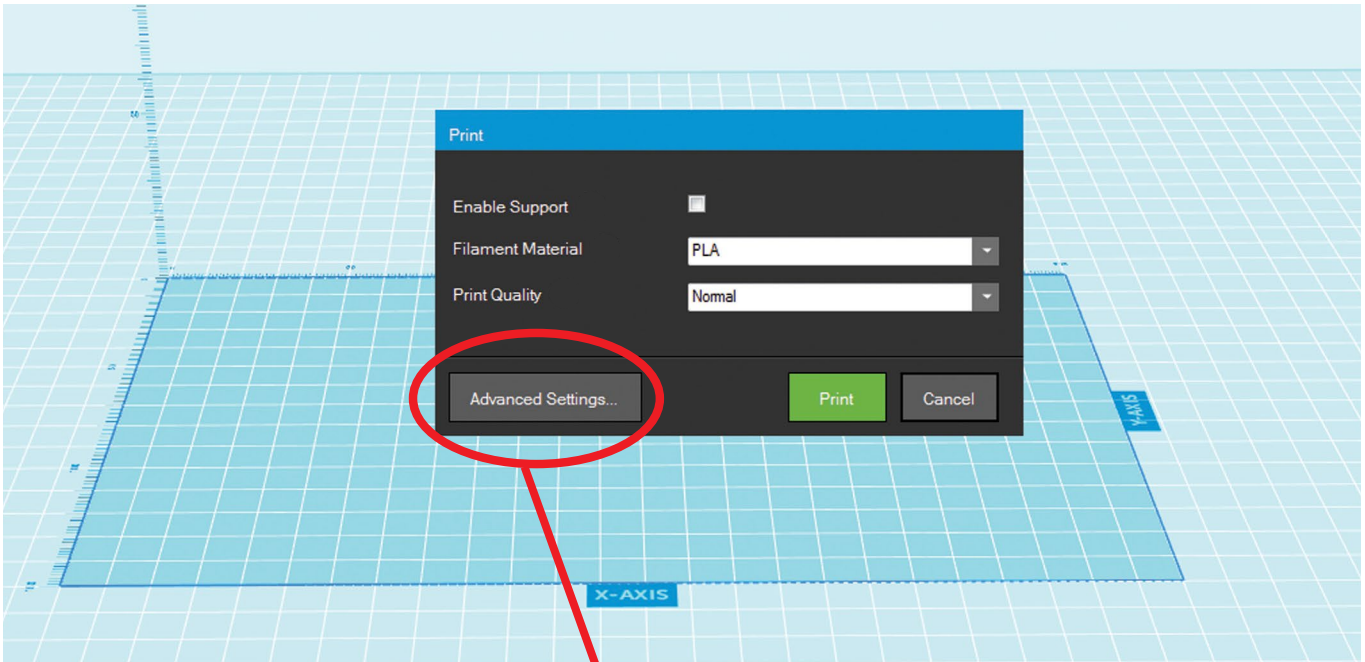 Print
Enable Support
Filament Material PLA
Print Quality Normal
Advanced Settings... Print Cancel
Y-AXIS
X-AXIS